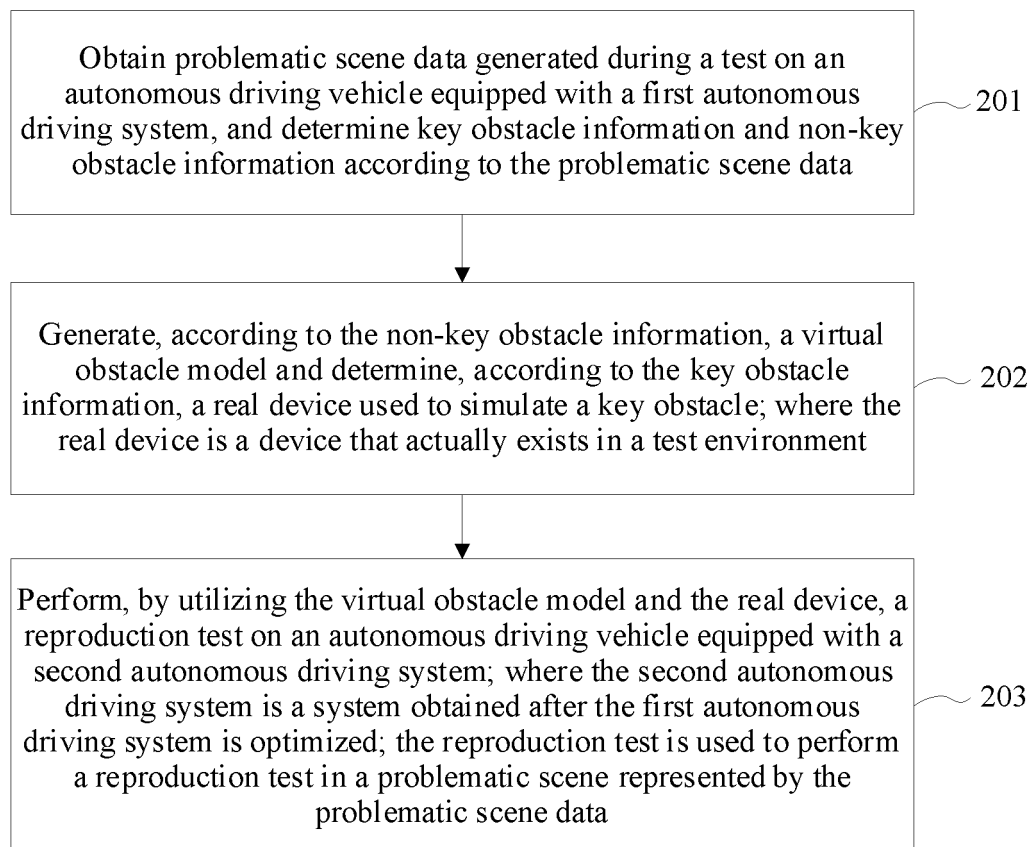 Obtain problematic scene data generated during a test on an
autonomous driving vehicle equipped with a first autonomous
driving system, and determine key obstacle information and non-key
obstacle information according to the problematic scene data
201
Generate, according to the non-key obstacle information, a virtual
obstacle model and determine, according to the key obstacle
information, a real device used to simulate a key obstacle; where the
real device is a device that actually exists in a test environment
202
Perform, by utilizing the virtual obstacle model and the real device, a
reproduction test on an autonomous driving vehicle equipped with a
second autonomous driving system; where the second autonomous
driving system is a system obtained after the first autonomous
driving system is optimized; the reproduction test is used to perform
a reproduction test in a problematic scene represented by the
problematic scene data
203